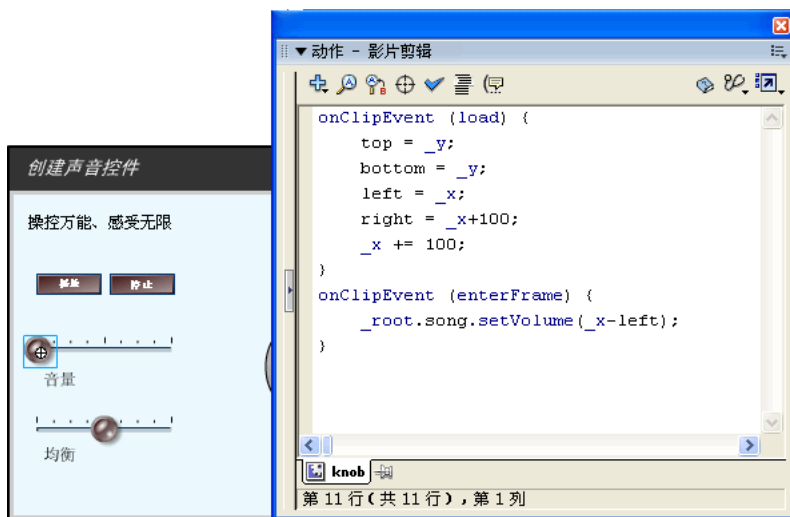 创建声音控件
操控万能、感受无限
播放 停止
音量
均衡
动作 - 影片剪辑
onClipEvent (load) {
    top = _y;
    bottom = _y;
    left = _x;
    right = _x+100;
    _x += 100;
}
onClipEvent (enterFrame) {
    _root.song.setVolume(_x-left);
}
knob
第 11 行(共 11 行)，第 1 列